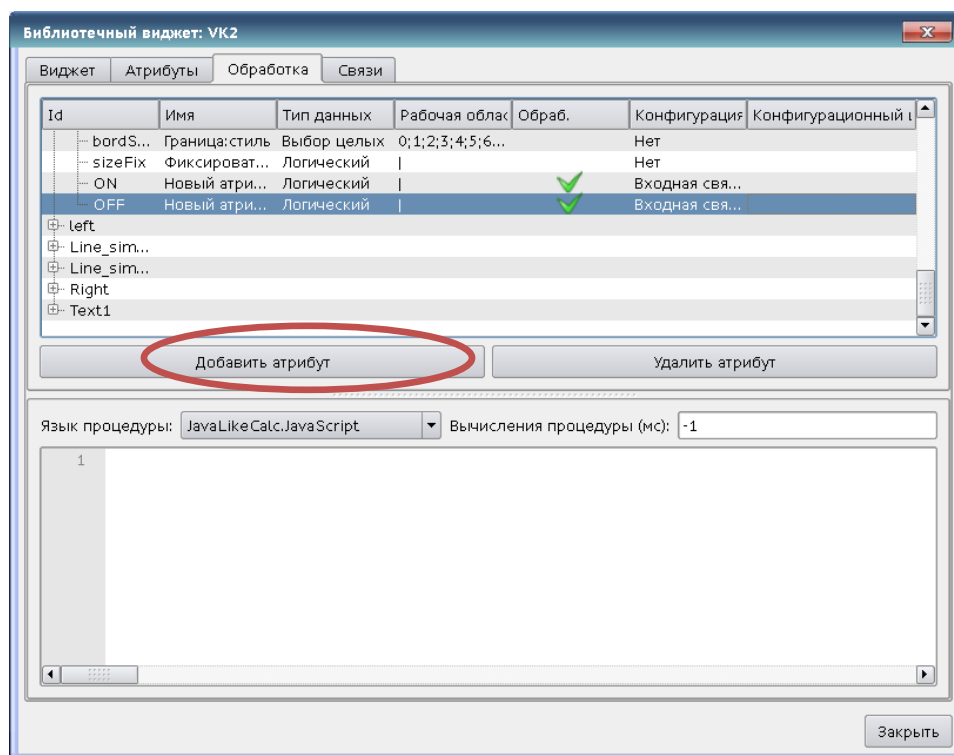 Библиотечный виджет: VK2
Виджет Атрибуты Обработка Связи
Id Имя Тип данных Рабочая облас Обраб. Конфигурация Конфигурационный ш
bordS... Граница:стиль Выбор целых 0;1;2;3;4;5;6... Нет
sizeFix Фиксироват... Логический | Нет
ON Новый атри... Логический | Входная свя...
OFF Новый атри... Логический | Входная свя...
left
Line_sim...
Line_sim...
Right
Text1
Добавить атрибут Удалить атрибут
Язык процедуры: JavaLikeCalc.JavaScript Вычисления процедуры (мс): -1
1
Закрыть